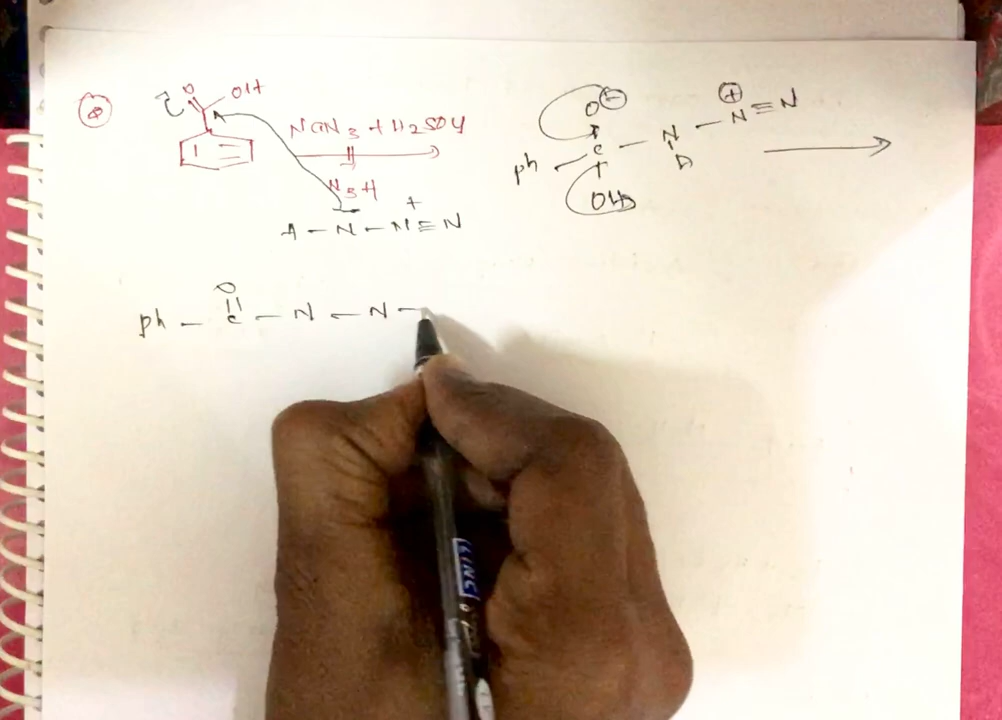 O OH
NaN3 + H2SO4
N3H
+
H - N - N ≡ N
O ⊖ ⊕
Ph - C - N - N ≡ N
OH
O
Ph - C - N - N -